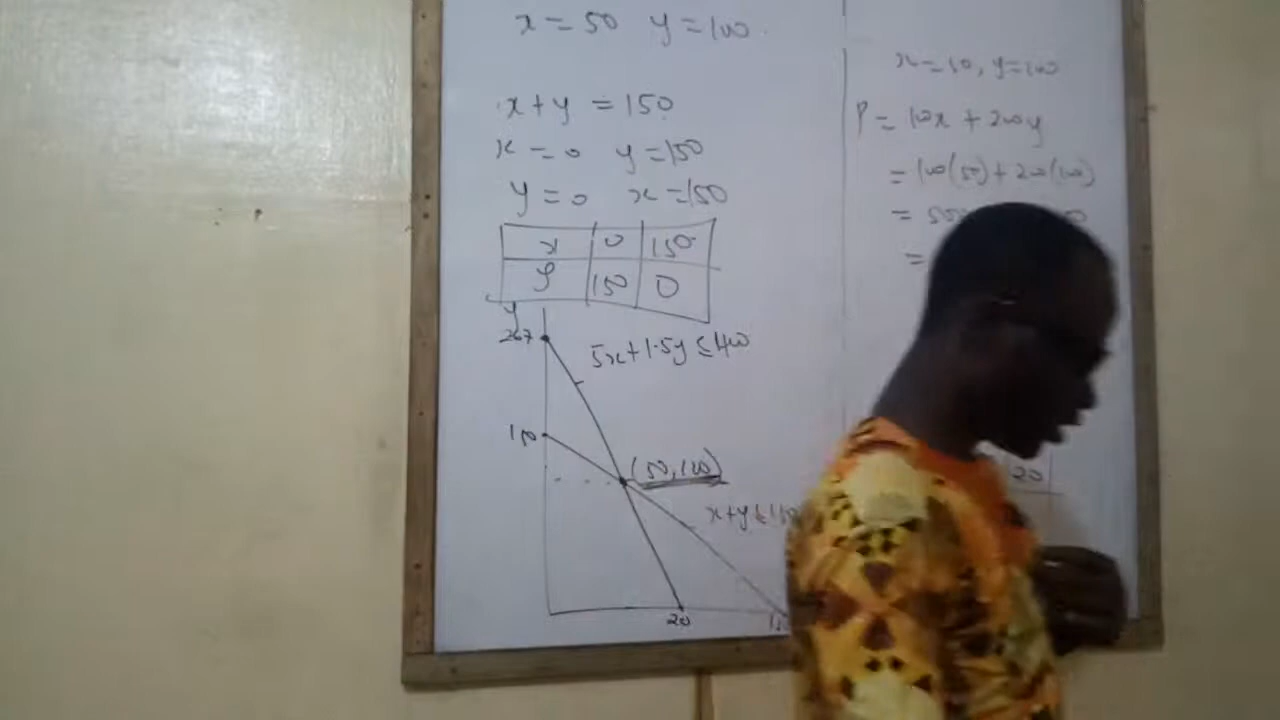 x = 50 y = 100
x + y = 150
x = 0 y = 150
y = 0 x = 150
x 0 150
y 150 0
y
267
5x + 1.5y ≤ 400
150
(50, 100)
x + y ≤
20
x = 50, y = 100
P = 100x + 200y
= 100(50) + 200(100)
=
=
20